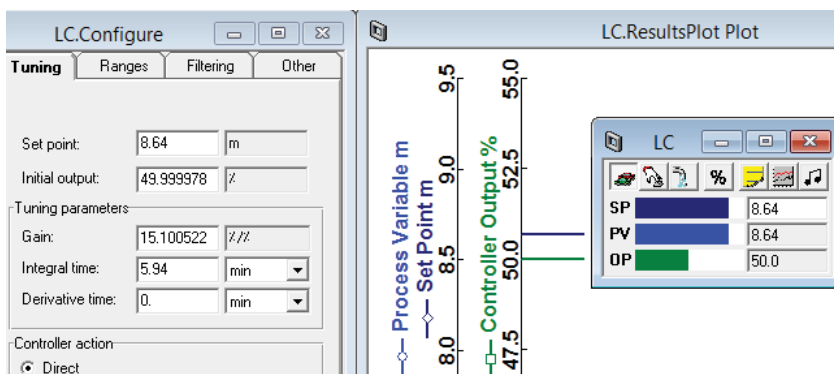 LC.Configure
Tuning
Ranges
Filtering
Other
Set point:
8.64
m
Initial output:
49.999978
%
Tuning parameters
Gain:
15.100522
%/%
Integral time:
5.94
min
Derivative time:
0.
min
Controller action
Direct
LC.ResultsPlot Plot
Process Variable m
Set Point m
9.5
9.0
8.5
8.0
Controller Output %
55.0
52.5
50.0
47.5
LC
%
SP
8.64
PV
8.64
OP
50.0